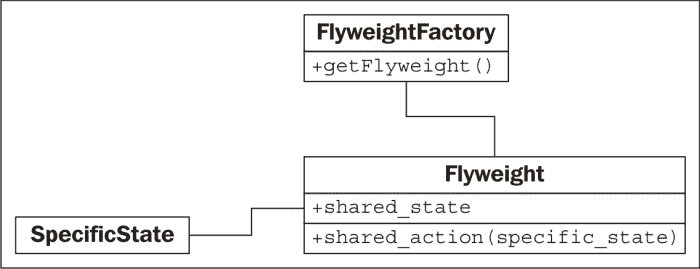 FlyweightFactory
+getFlyweight()
Flyweight
+shared_state
+shared_action(specific_state)
SpecificState